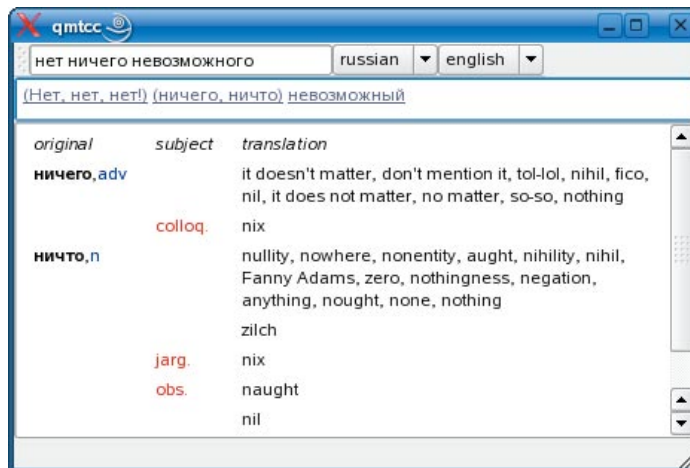 qmtcc
нет ничего невозможного russian english
(Нет, нет, нет!) (ничего, ничто) невозможный
original subject translation
ничего,adv it doesn't matter, don't mention it, tol-lol, nihil, fico,
nil, it does not matter, no matter, so-so, nothing
colloq. nix
ничто,n nullity, nowhere, nonentity, aught, nihility, nihil,
Fanny Adams, zero, nothingness, negation,
anything, nought, none, nothing
zilch
jarg. nix
obs. naught
nil